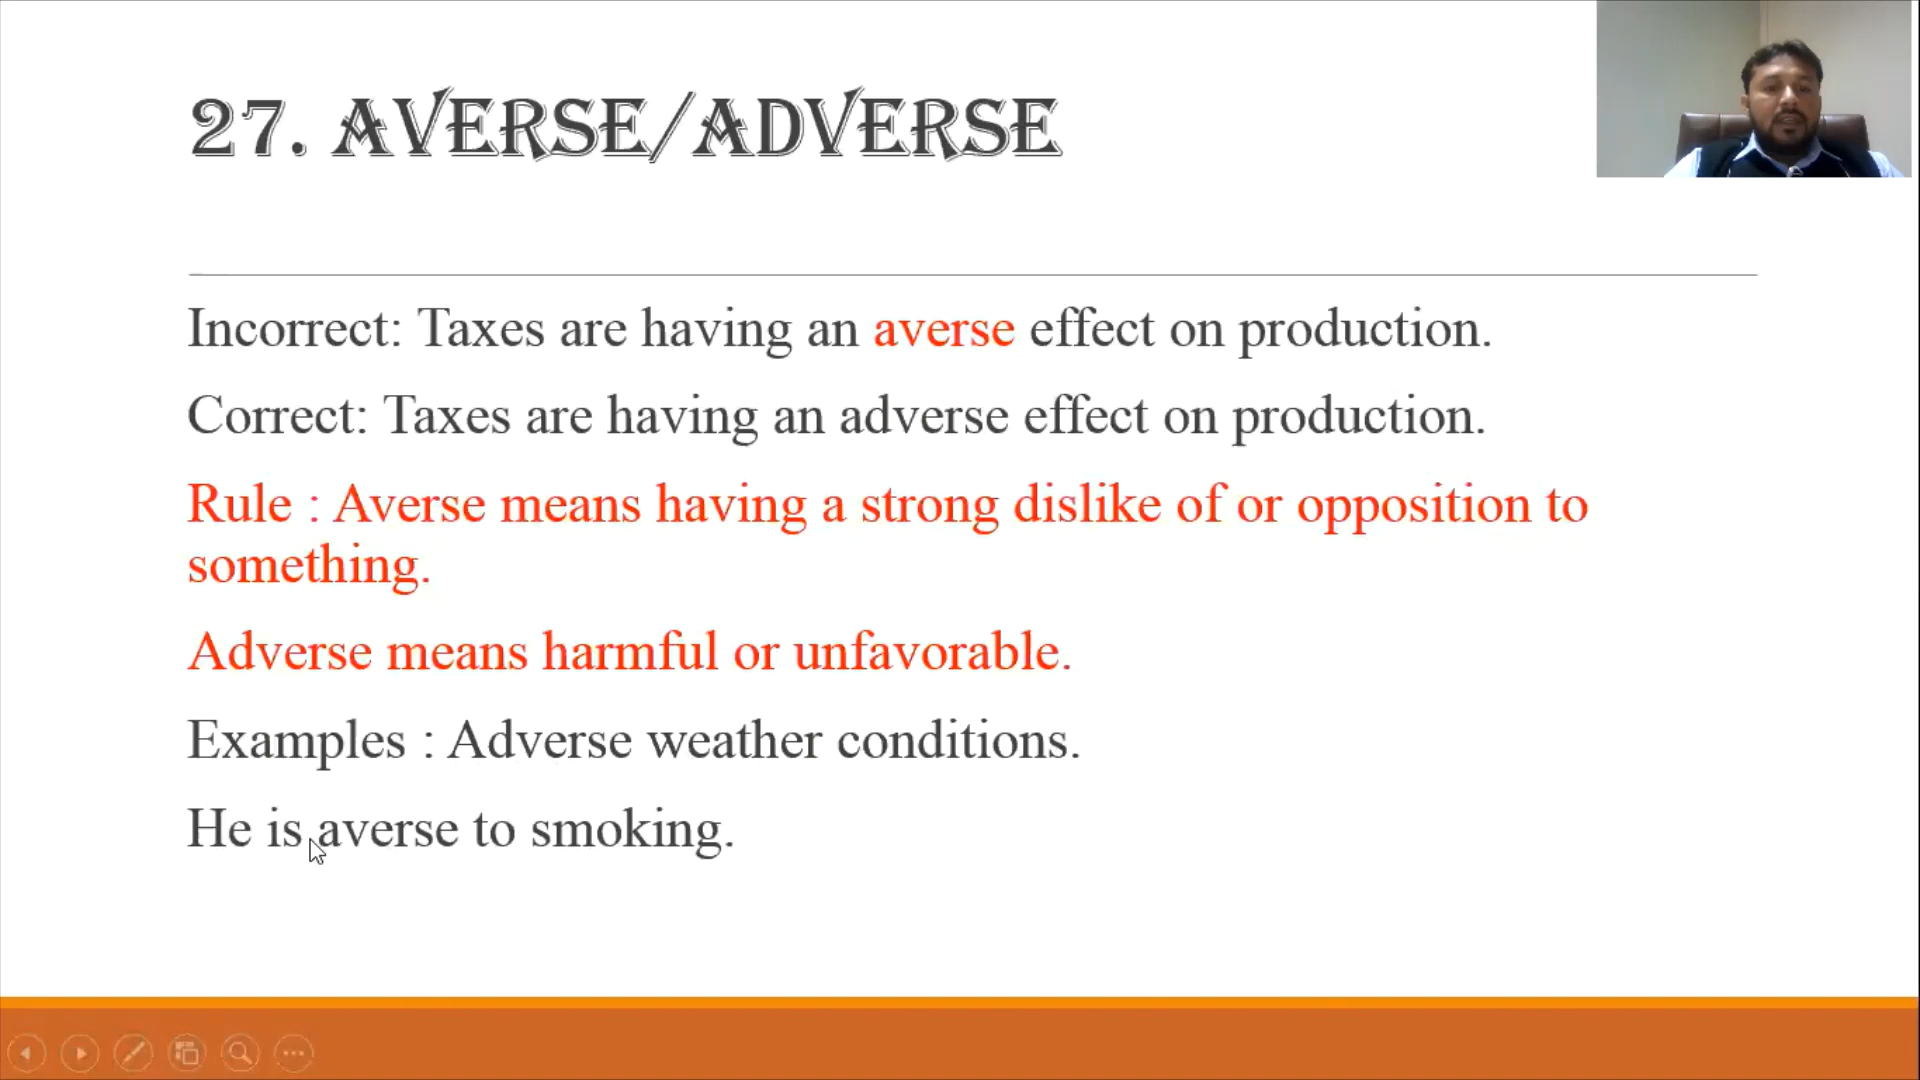 27. AVERSE/ADVERSE
Incorrect: Taxes are having an averse effect on production.
Correct: Taxes are having an adverse effect on production.
Rule : Averse means having a strong dislike of or opposition to
something.
Adverse means harmful or unfavorable.
Examples : Adverse weather conditions.
He is averse to smoking.